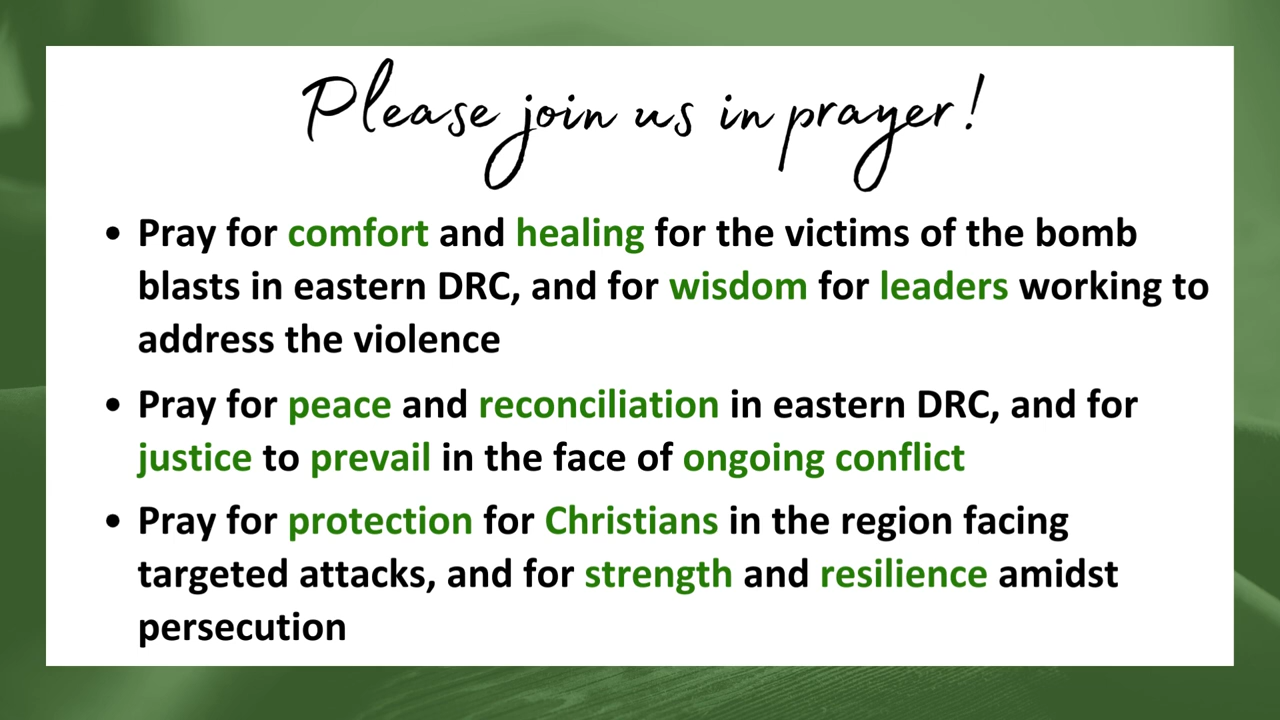 Please join us in prayer!
• Pray for comfort and healing for the victims of the bomb
blasts in eastern DRC, and for wisdom for leaders working to
address the violence
• Pray for peace and reconciliation in eastern DRC, and for
justice to prevail in the face of ongoing conflict
• Pray for protection for Christians in the region facing
targeted attacks, and for strength and resilience amidst
persecution